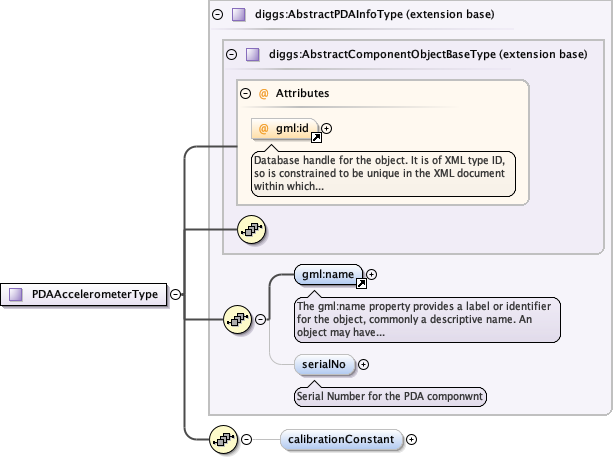 diggs:AbstractPDAInfoType (extension base)
diggs:AbstractComponentObjectBaseType (extension base)
@ Attributes
@ gml:id
Database handle for the object. It is of XML type ID,
so is constrained to be unique in the XML document
within which...
PDAAccelerometerType
gml:name
The gml:name property provides a label or identifier
for the object, commonly a descriptive name. An
object may have...
serialNo
Serial Number for the PDA componwnt
calibrationConstant